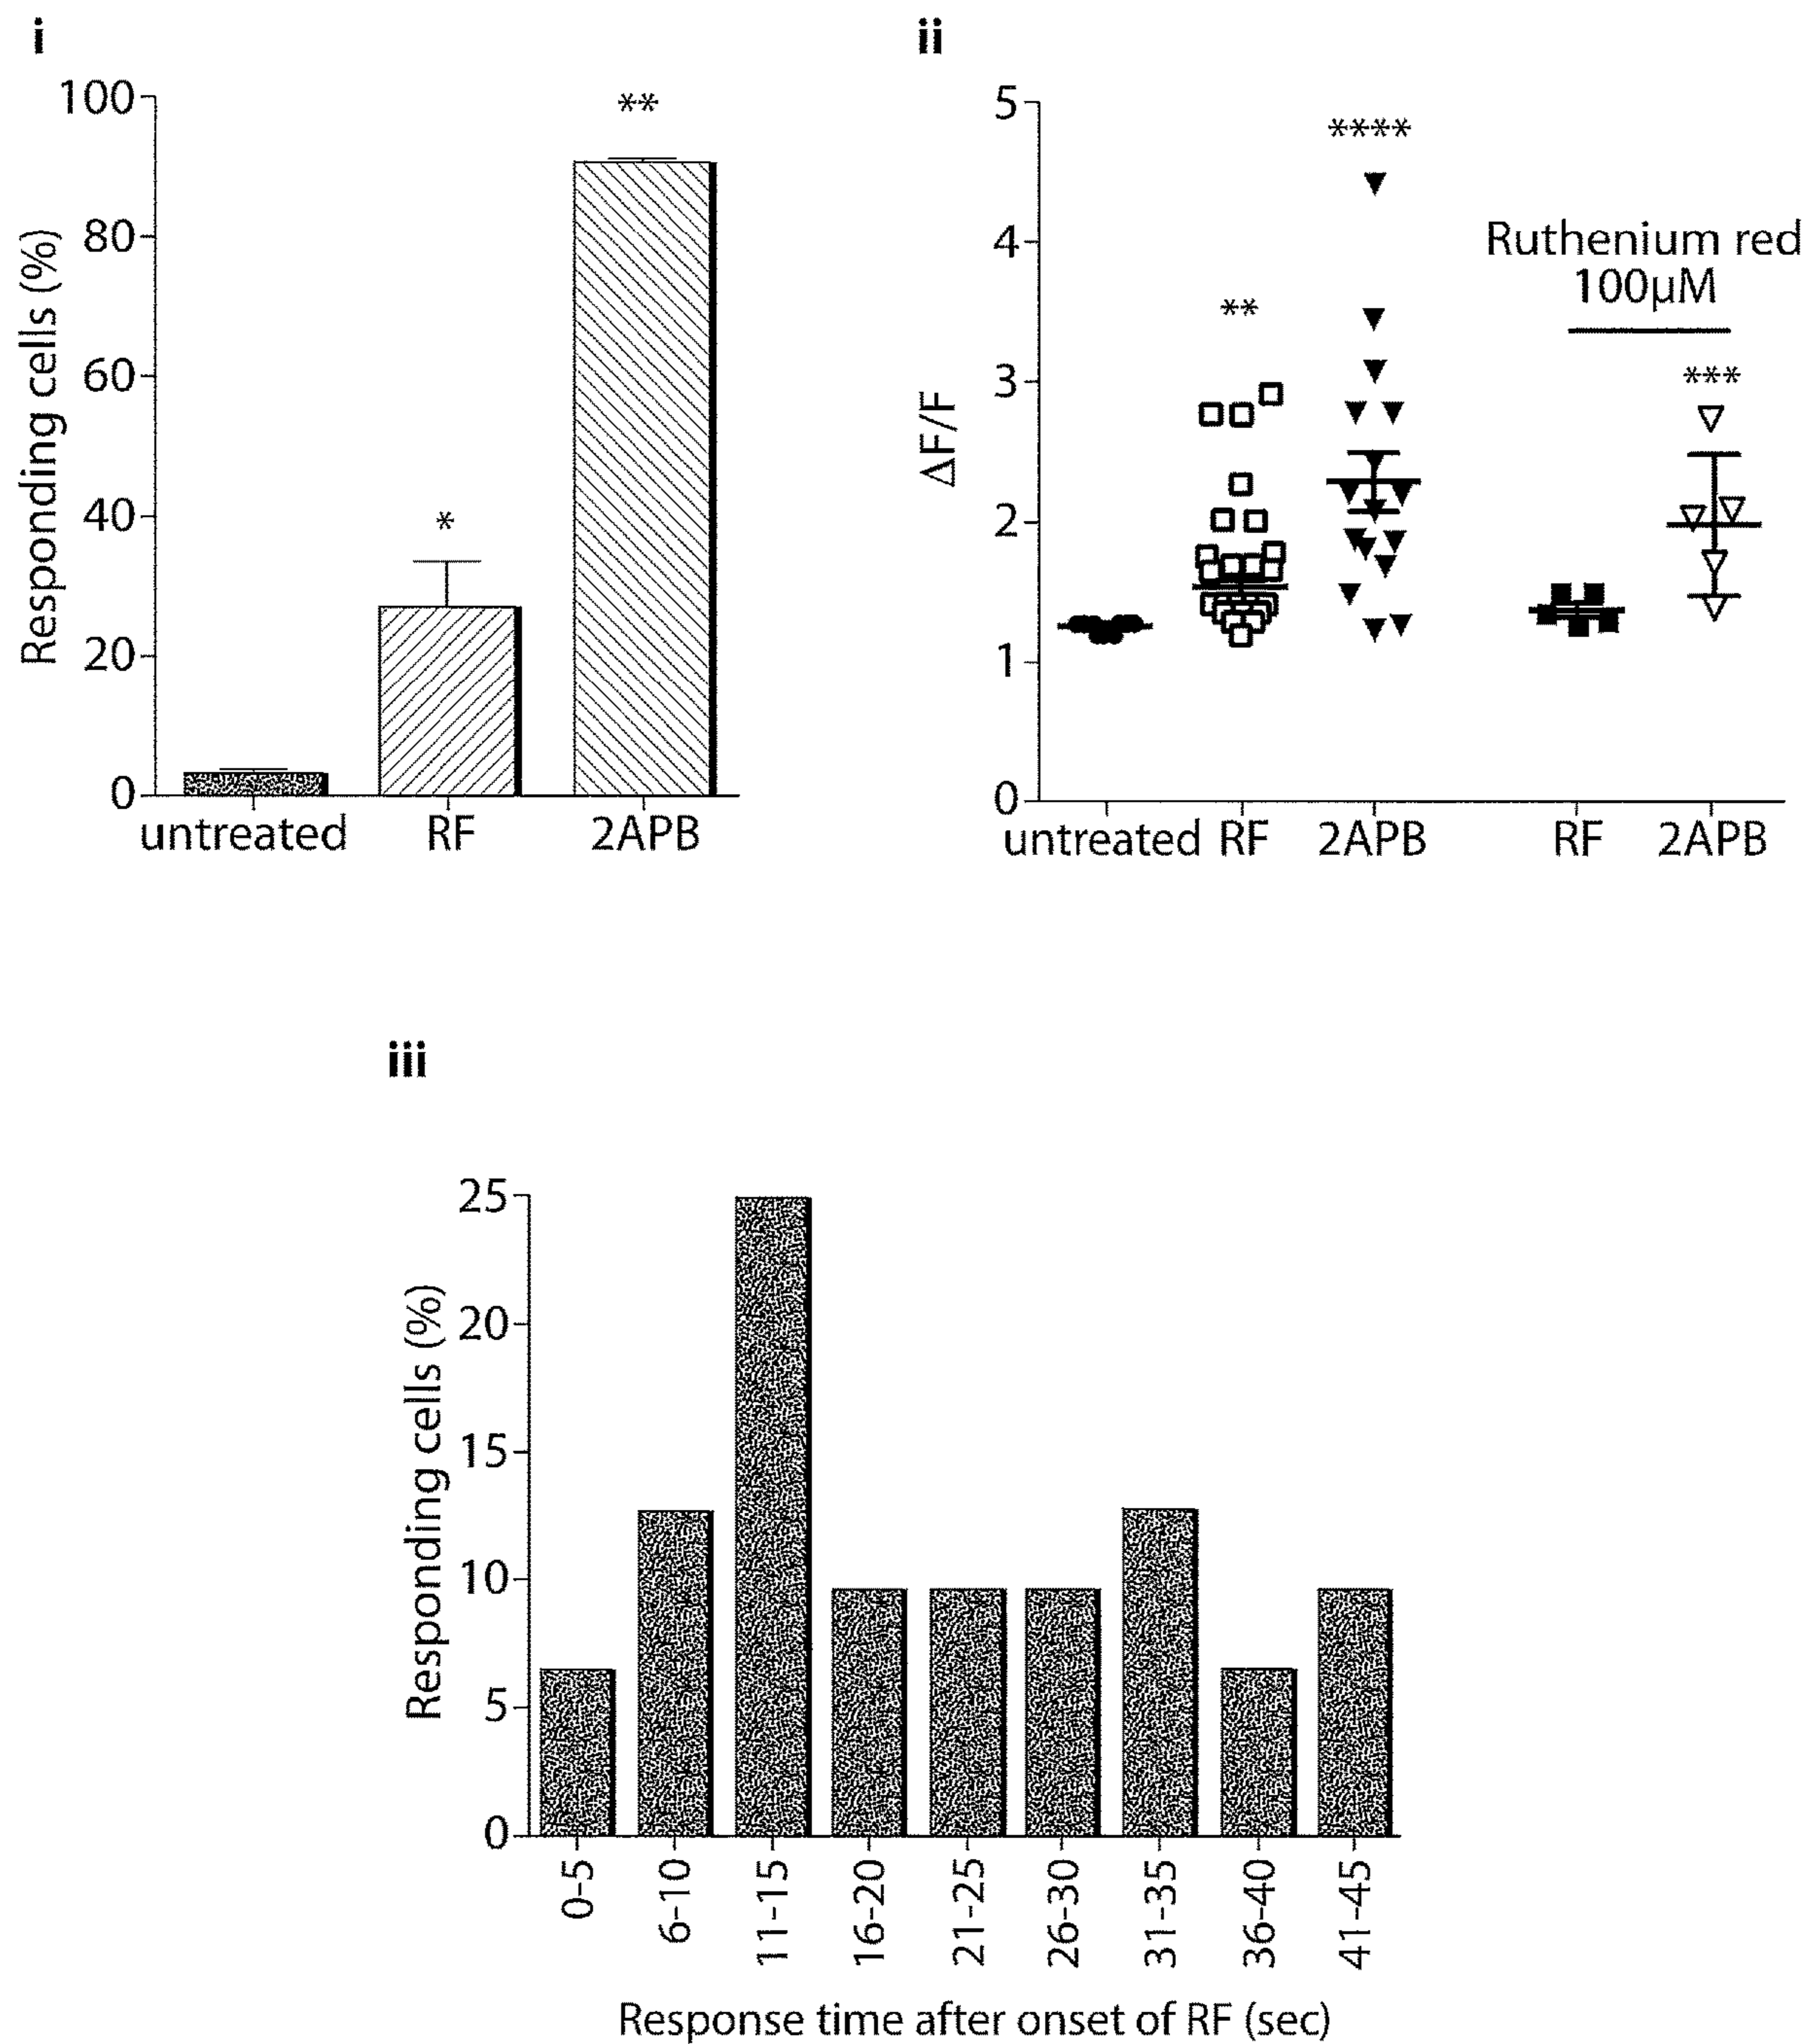 i
Responding cells (%)
100
80
60
40
20
0
*
**
untreated RF 2APB
ii
ΔF/F
5
4
3
2
1
0
**
****
Ruthenium red
100µM
***
untreated RF 2APB RF 2APB
iii
Responding cells (%)
25
20
15
10
5
0
0-5
6-10
11-15
16-20
21-25
26-30
31-35
36-40
41-45
Response time after onset of RF (sec)